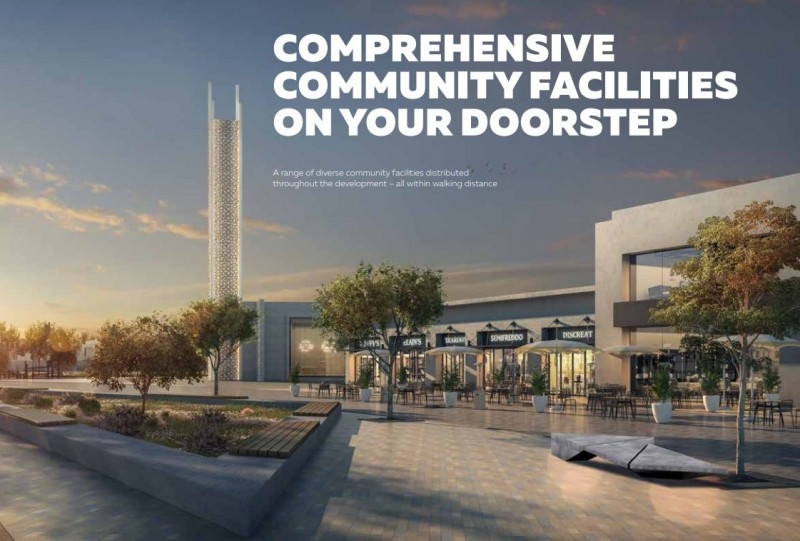 COMPREHENSIVE
COMMUNITY FACILITIES
ON YOUR DOORSTEP
A range of diverse community facilities distributed
throughout the development – all within walking distance
SEMIFREDDO
DISCREAT